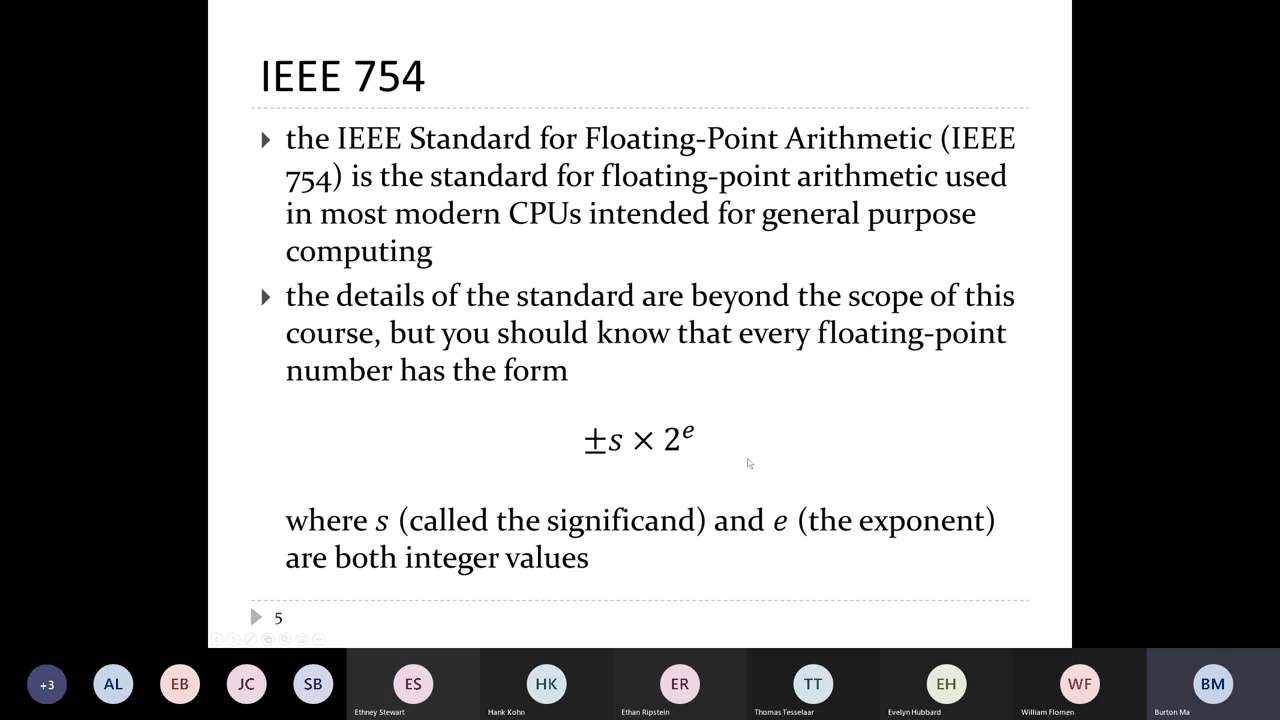 IEEE 754
the IEEE Standard for Floating-Point Arithmetic (IEEE
754) is the standard for floating-point arithmetic used
in most modern CPUs intended for general purpose
computing
the details of the standard are beyond the scope of this
course, but you should know that every floating-point
number has the form
±s × 2^e
where s (called the significand) and e (the exponent)
are both integer values
5
+3 AL EB JC SB ES HK ER TT EH WF BM
Ethney Stewart Hank Kohn Ethan Ripstein Thomas Tesselaar Evelyn Hubbard William Flomen Burton Ma